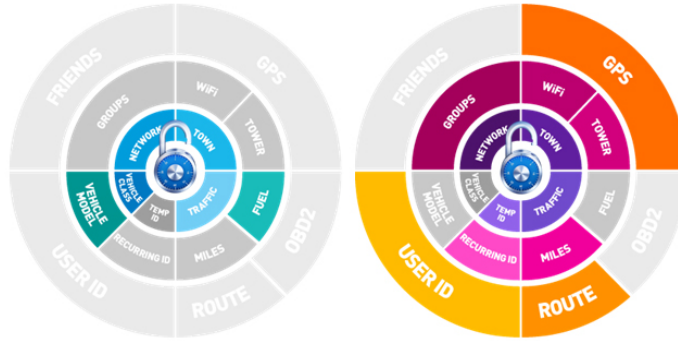 FRIENDS
GPS
GROUPS
WiFi
TOWER
NETWORK
TOWN
VEHICLE
CLASS
TEMP
ID
TRAFFIC
VEHICLE
MODEL
FUEL
RECURRING ID
MILES
USER ID
ROUTE
OBD2
FRIENDS
GPS
GROUPS
WiFi
TOWER
NETWORK
TOWN
VEHICLE
CLASS
TEMP
ID
TRAFFIC
VEHICLE
MODEL
FUEL
RECURRING ID
MILES
USER ID
ROUTE
OBD2